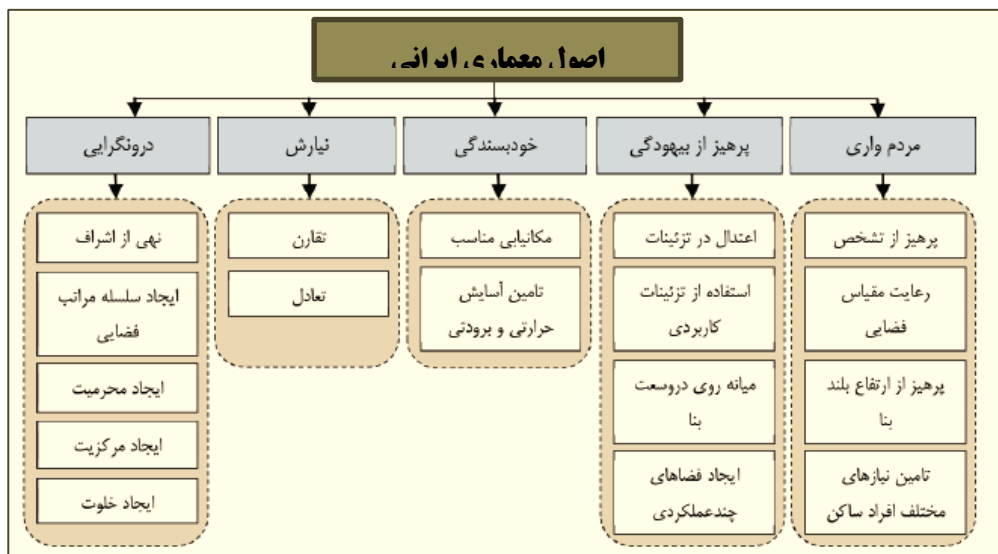 اصول معماری ایرانی
مردم واری
پرهیز از بیهودگی
خودبسندگی
نیارش
درونگرایی
پرهیز از تشخص
رعایت مقیاس
فضایی
پرهیز از ارتفاع بلند
بنا
تامین نیازهای
مختلف افراد ساکن
اعتدال در تزئینات
استفاده از تزئینات
کاربردی
میانه روی دروسعت
بنا
ایجاد فضاهای
چندعملکردی
مکانیابی مناسب
تامین آسایش
حرارتی و برودتی
تقارن
تعادل
نهی از اشراف
ایجاد سلسله مراتب
فضایی
ایجاد محرمیت
ایجاد مرکزیت
ایجاد خلوت